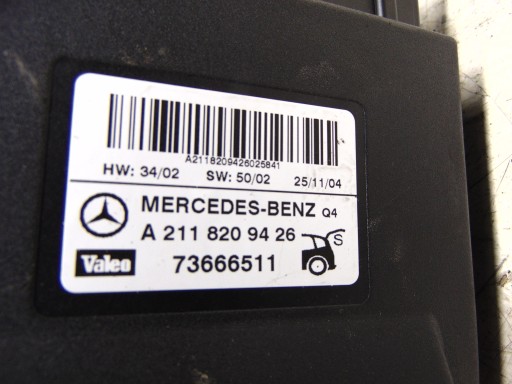 A2118209426025841
HW: 34/02 SW: 50/02 25/11/04
MERCEDES-BENZ Q4
A 211 820 94 26
S
Valeo 73666511